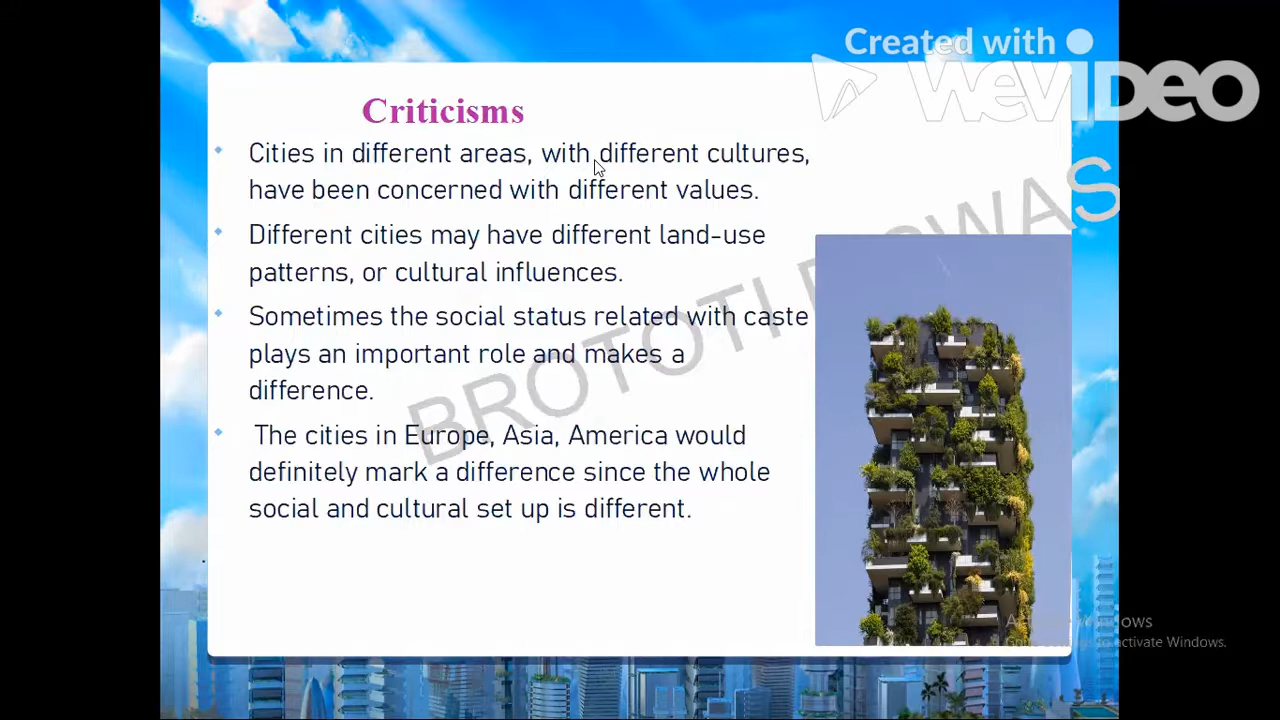 Created with
WEVIDEO
Criticisms
Cities in different areas, with different cultures,
have been concerned with different values.
Different cities may have different land-use
patterns, or cultural influences.
Sometimes the social status related with caste
plays an important role and makes a
difference.
The cities in Europe, Asia, America would
definitely mark a difference since the whole
social and cultural set up is different.
BROTOTI
activate Windows.